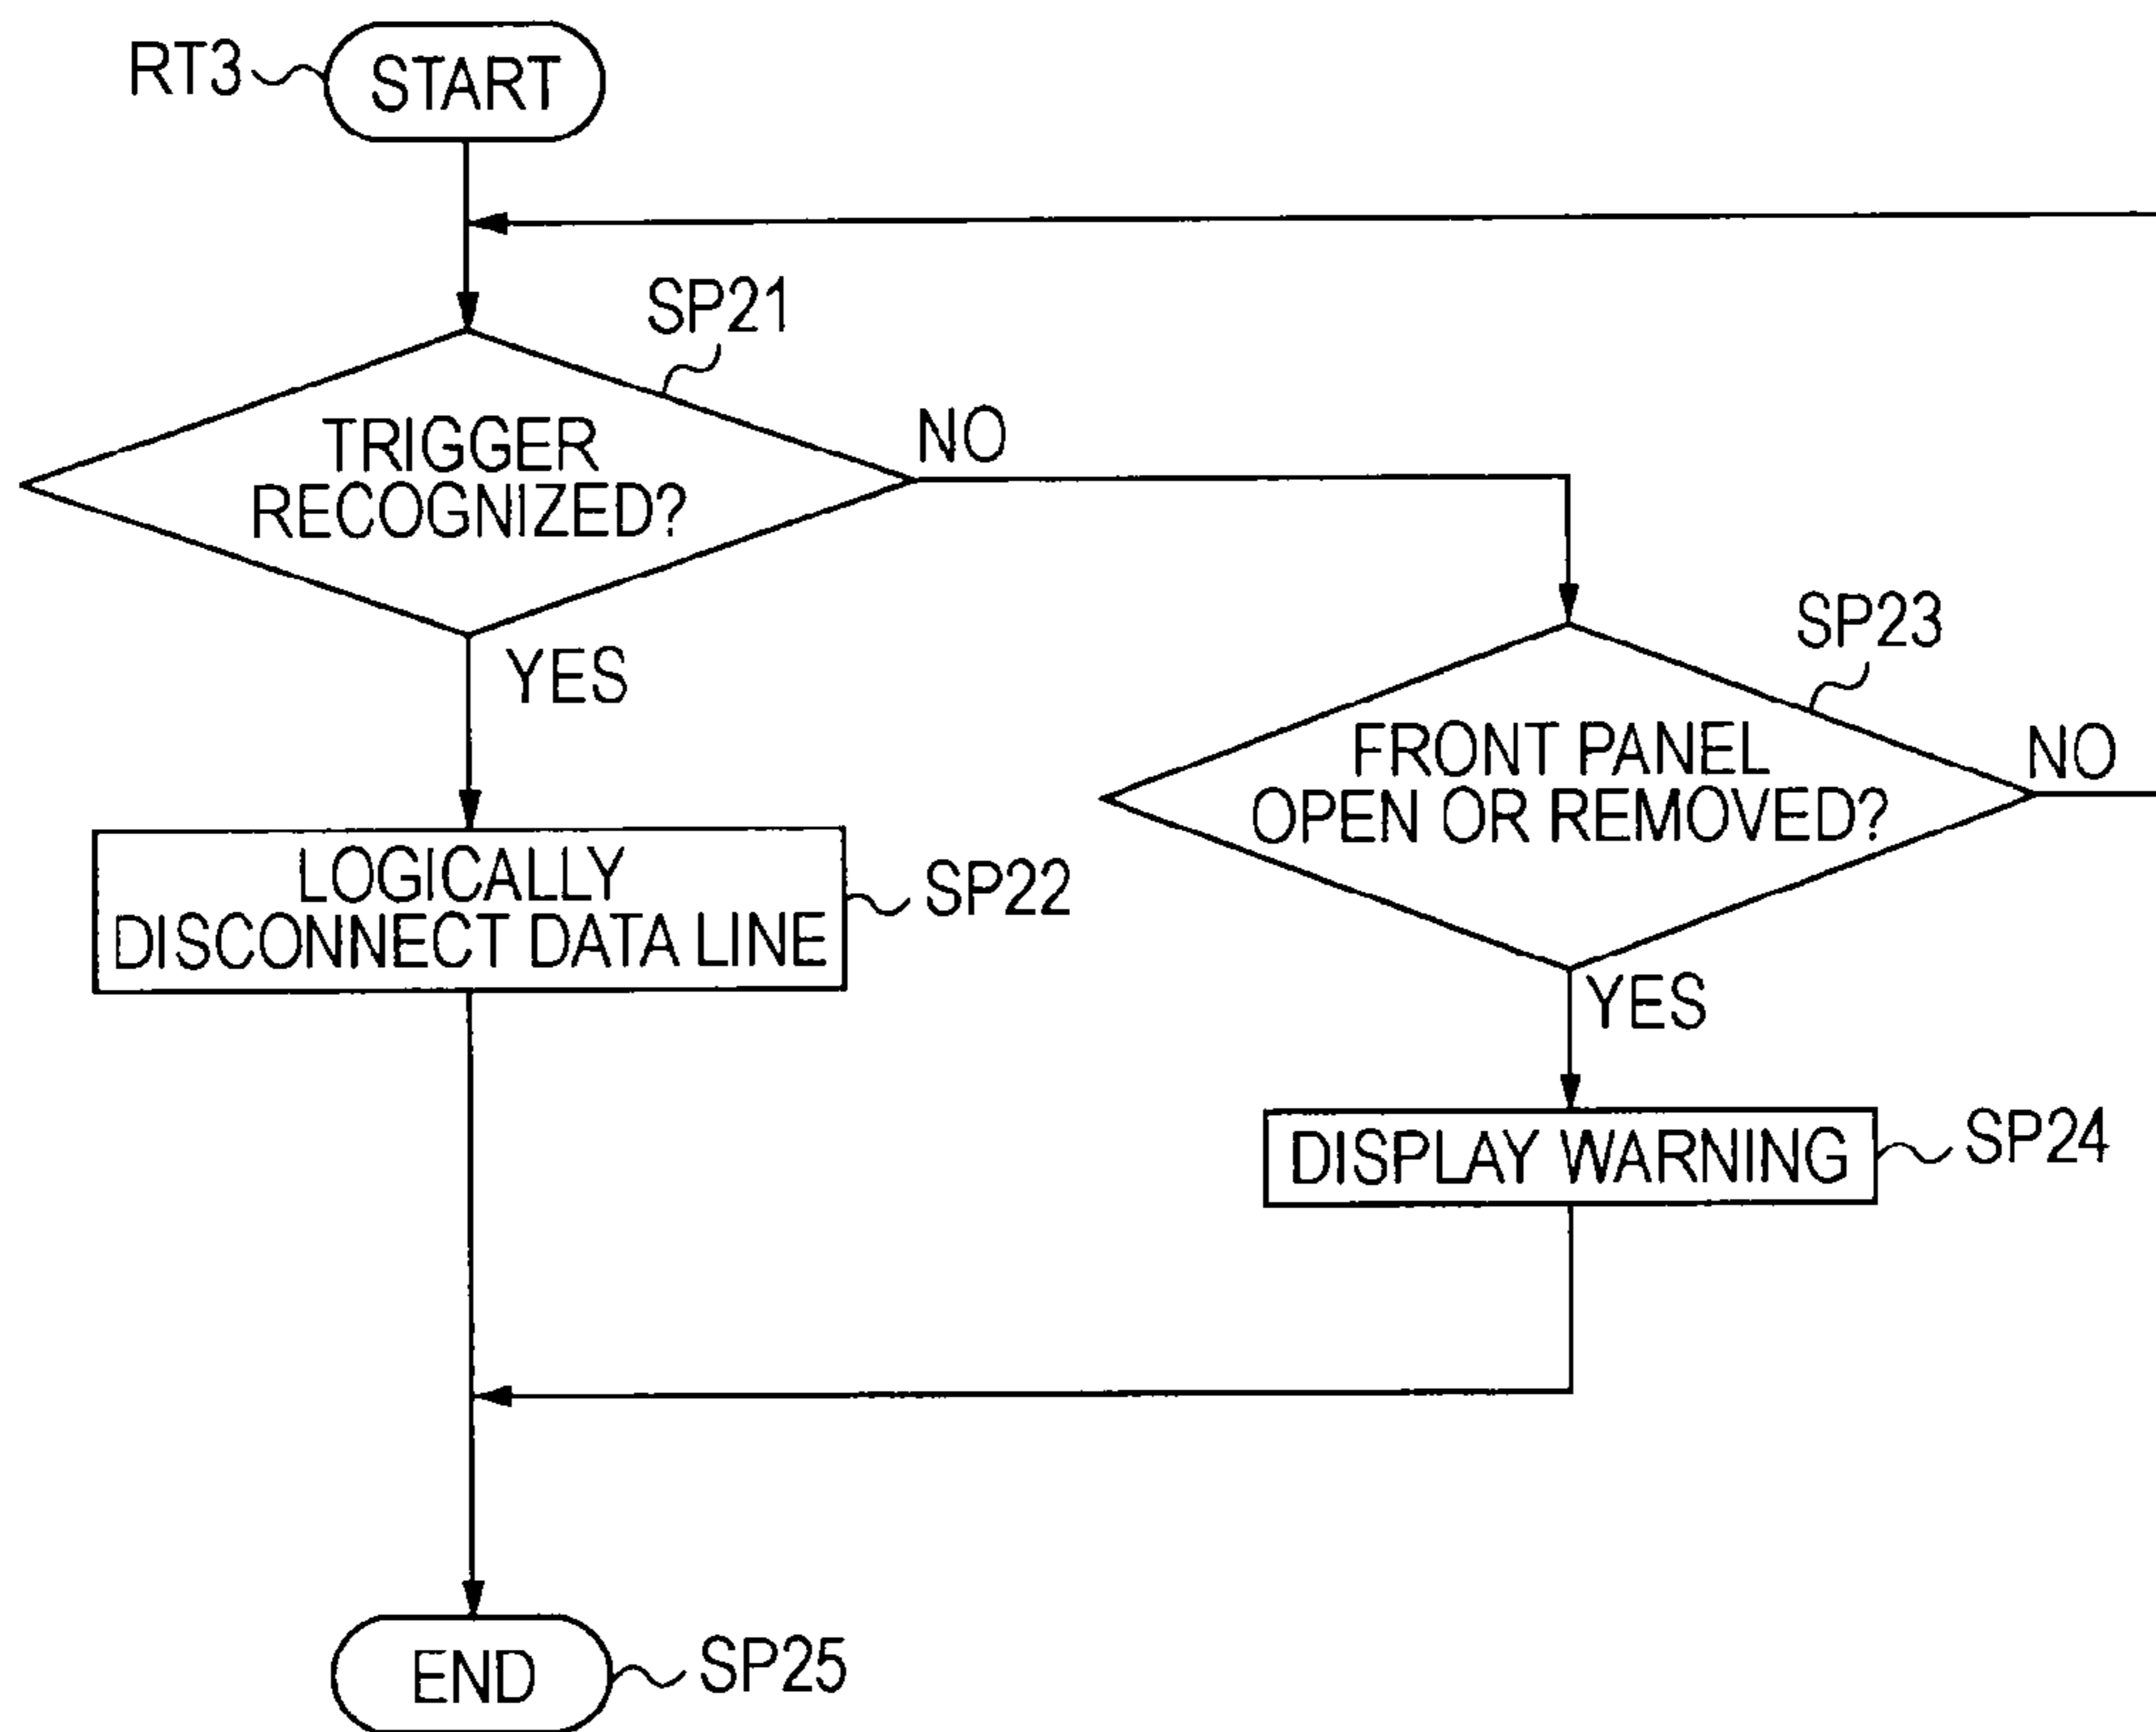 RT3
START
SP21
TRIGGER
RECOGNIZED?
NO
YES
SP23
FRONT PANEL
OPEN OR REMOVED?
NO
YES
LOGICALLY
DISCONNECT DATA LINE
SP22
DISPLAY WARNING
SP24
END
SP25